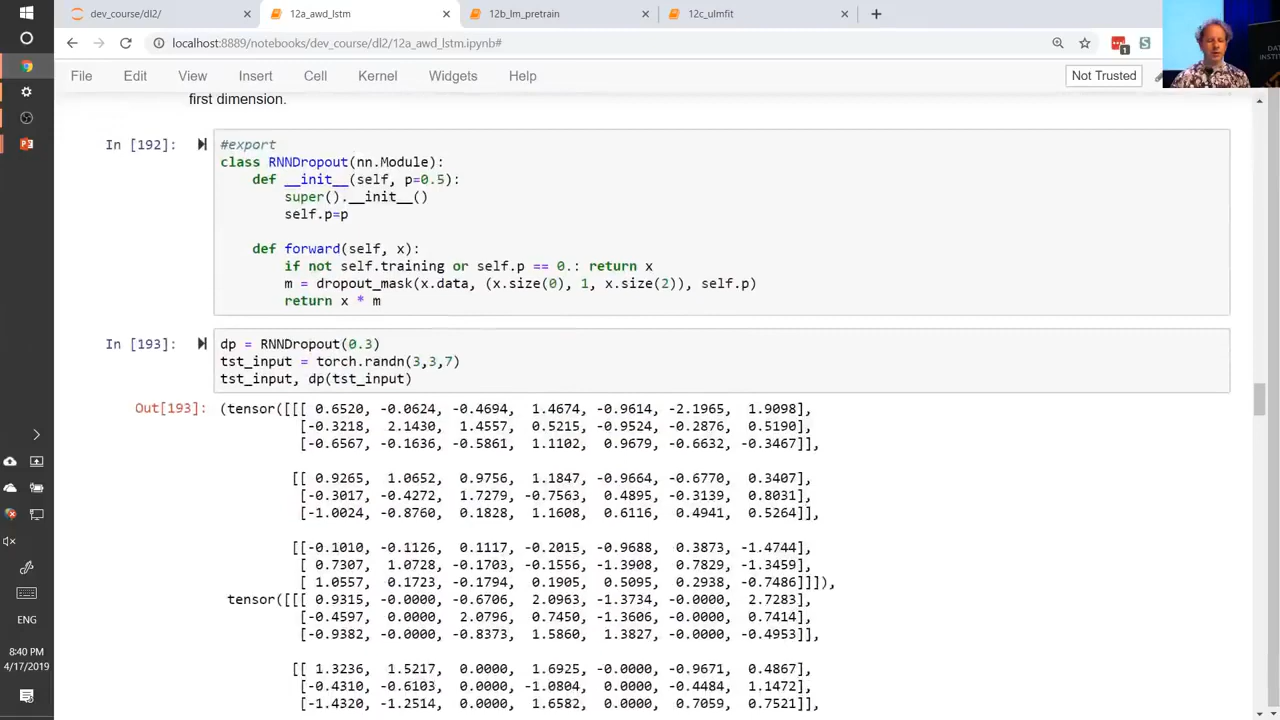 dev_course/dl2/
12a_awd_lstm
12b_lm_pretrain
12c_ulmfit
localhost:8889/notebooks/dev_course/dl2/12a_awd_lstm.ipynb#
1
S
File Edit View Insert Cell Kernel Widgets Help
Not Trusted
first dimension.
In [192]:
#export
class RNNDropout(nn.Module):
def __init__(self, p=0.5):
super().__init__()
self.p=p
def forward(self, x):
if not self.training or self.p == 0.: return x
m = dropout_mask(x.data, (x.size(0), 1, x.size(2)), self.p)
return x * m
In [193]:
dp = RNNDropout(0.3)
tst_input = torch.randn(3,3,7)
tst_input, dp(tst_input)
Out[193]:
(tensor([[[ 0.6520, -0.0624, -0.4694, 1.4674, -0.9614, -2.1965, 1.9098],
[-0.3218, 2.1430, 1.4557, 0.5215, -0.9524, -0.2876, 0.5190],
[-0.6567, -0.1636, -0.5861, 1.1102, 0.9679, -0.6632, -0.3467]],
[[ 0.9265, 1.0652, 0.9756, 1.1847, -0.9664, -0.6770, 0.3407],
[-0.3017, -0.4272, 1.7279, -0.7563, 0.4895, -0.3139, 0.8031],
[-1.0024, -0.8760, 0.1828, 1.1608, 0.6116, 0.4941, 0.5264]],
[[-0.1010, -0.1126, 0.1117, -0.2015, -0.9688, 0.3873, -1.4744],
[ 0.7307, 1.0728, -0.1703, -0.1556, -1.3908, 0.7829, -1.3459],
[ 1.0557, 0.1723, -0.1794, 0.1905, 0.5095, 0.2938, -0.7486]]]),
tensor([[[ 0.9315, -0.0000, -0.6706, 2.0963, -1.3734, -0.0000, 2.7283],
[-0.4597, 0.0000, 2.0796, 0.7450, -1.3606, -0.0000, 0.7414],
[-0.9382, -0.0000, -0.8373, 1.5860, 1.3827, -0.0000, -0.4953]],
[[ 1.3236, 1.5217, 0.0000, 1.6925, -0.0000, -0.9671, 0.4867],
[-0.4310, -0.6103, 0.0000, -1.0804, 0.0000, -0.4484, 1.1472],
[-1.4320, -1.2514, 0.0000, 1.6582, 0.0000, 0.7059, 0.7521]],
ENG
8:40 PM
4/17/2019